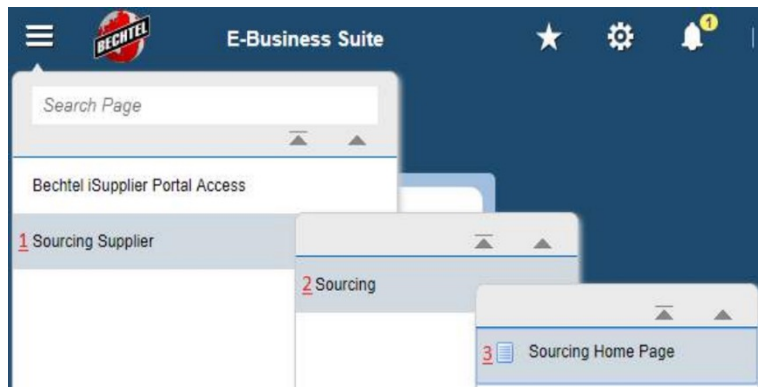 BECHTEL
E-Business Suite
1
Search Page
Bechtel iSupplier Portal Access
1 Sourcing Supplier
2 Sourcing
3 Sourcing Home Page